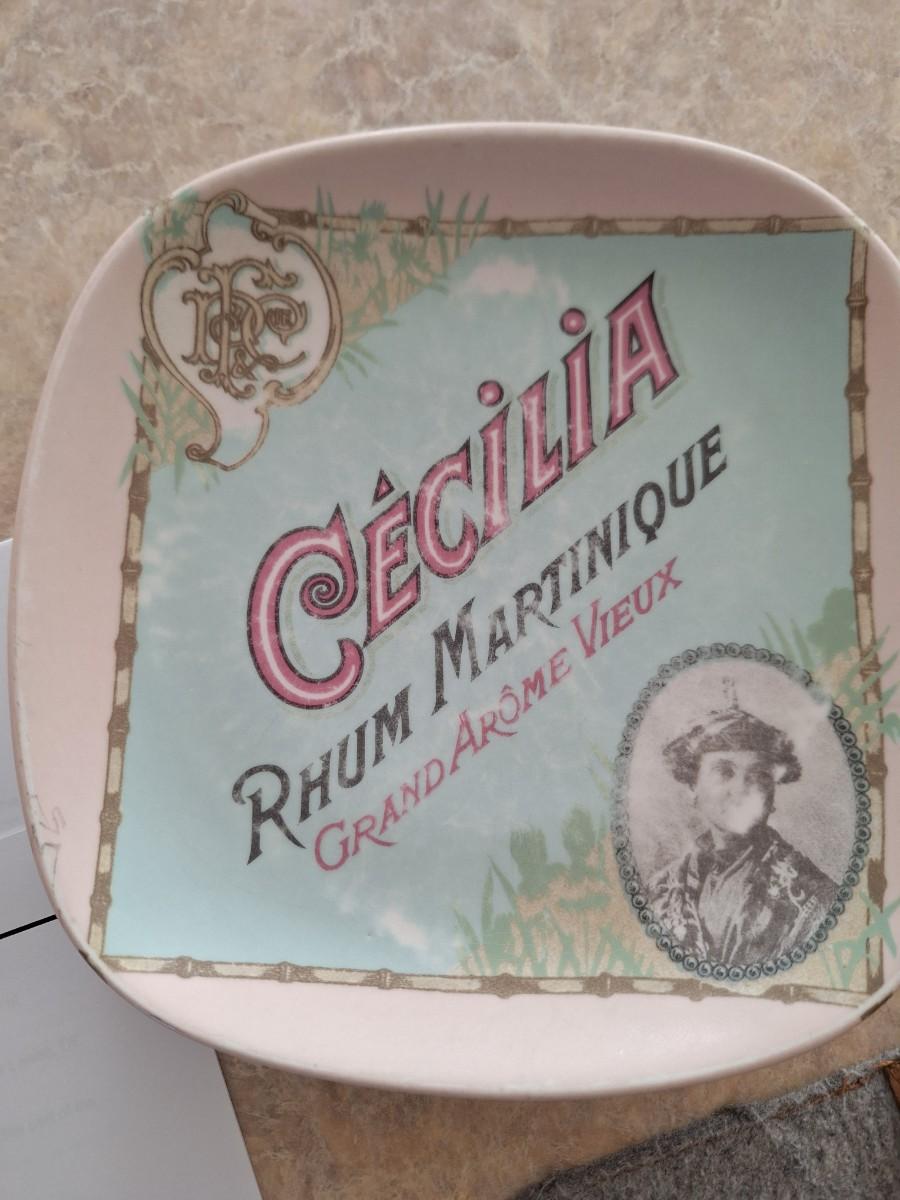 CÉCILIA
RHUM MARTINIQUE
GRAND ARÔME VIEUX